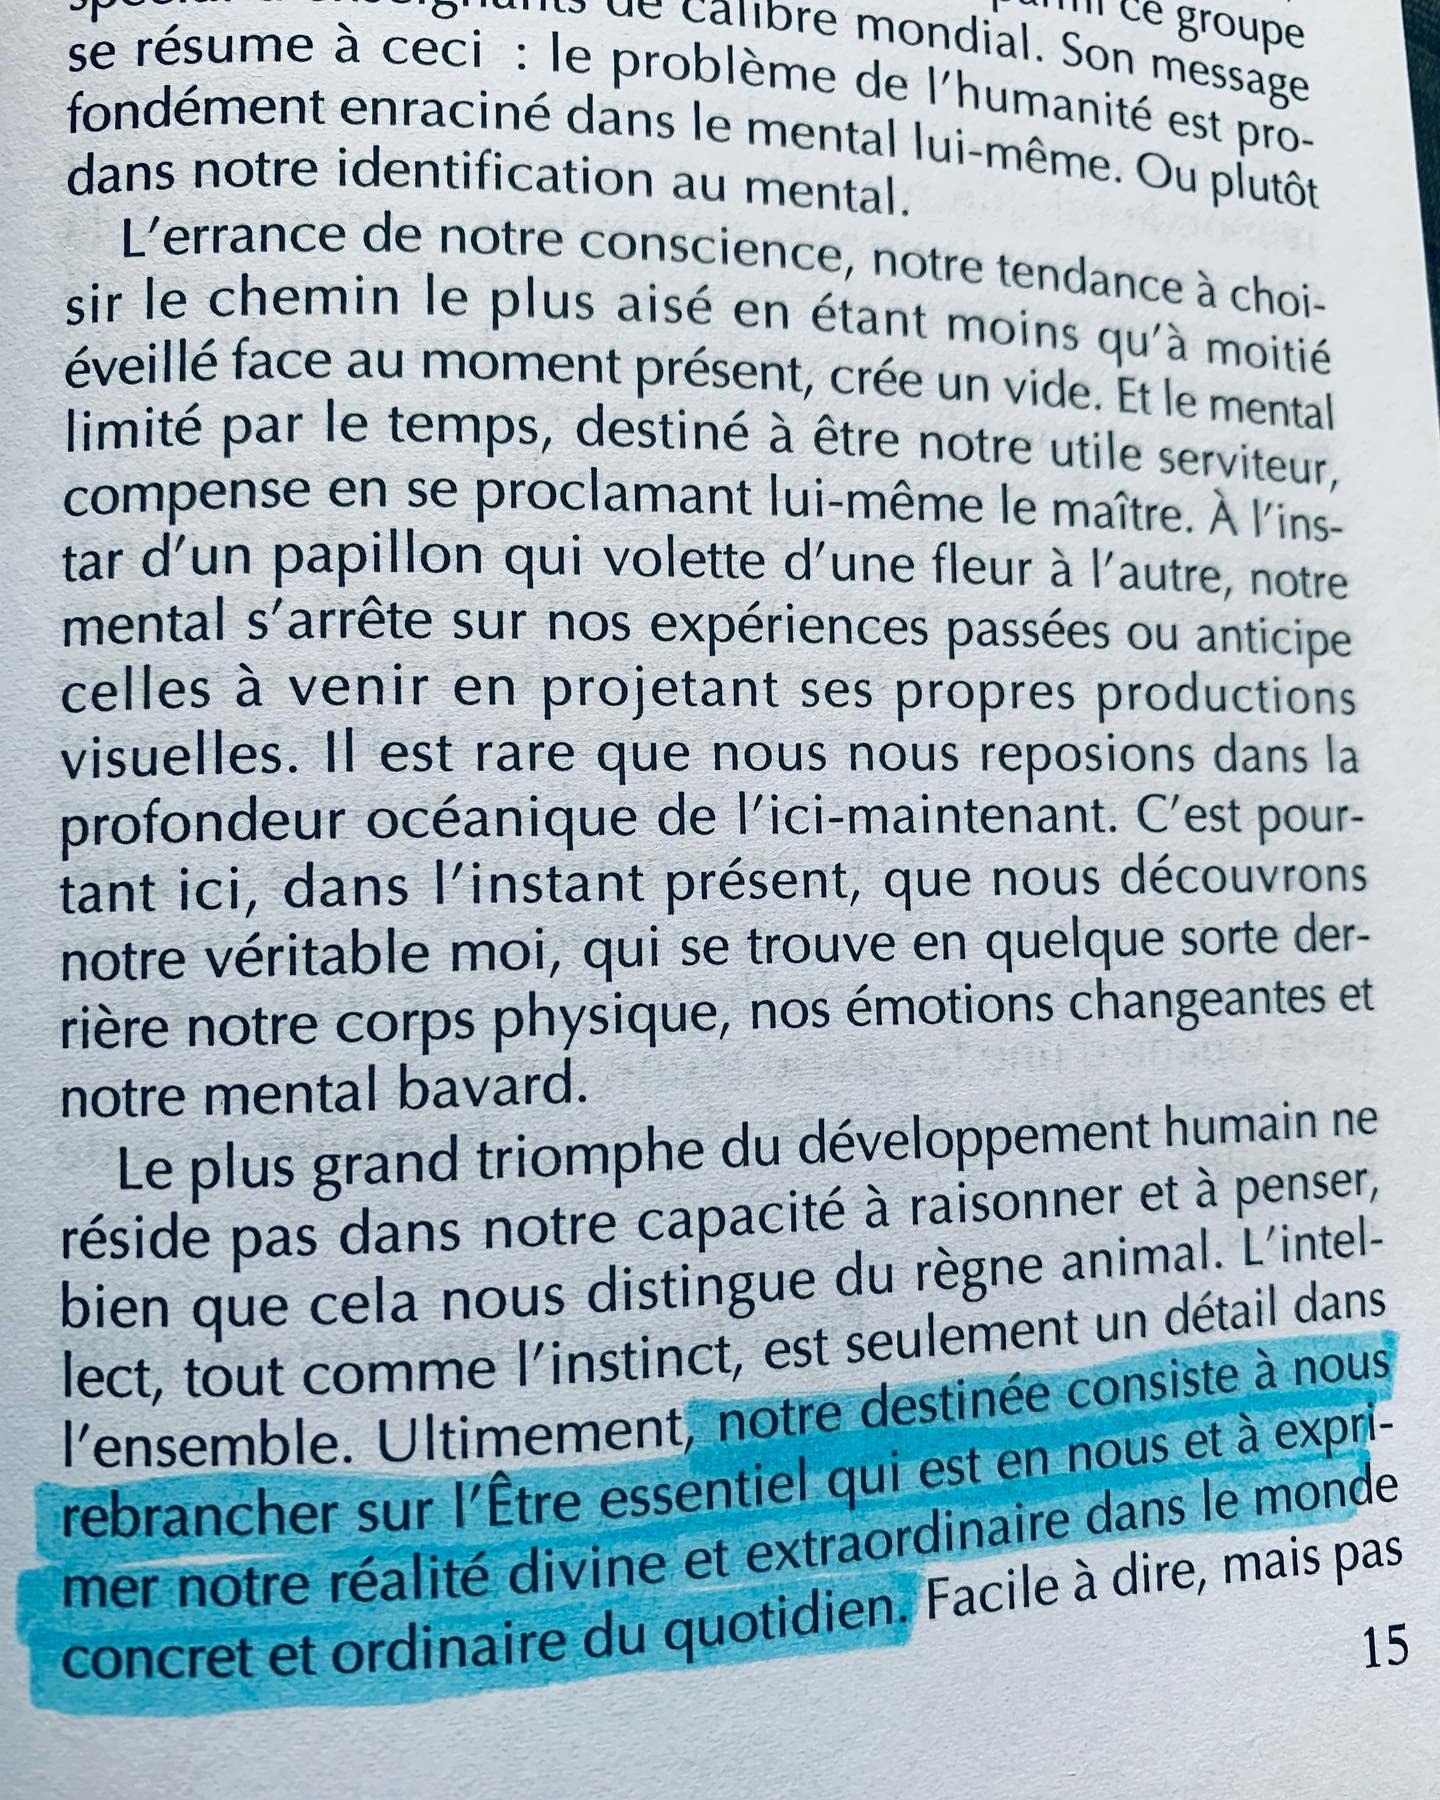 spécial d'enseignants de calibre mondial. Son message
se résume à ceci : le problème de l'humanité est pro-
fondément enraciné dans le mental lui-même. Ou plutôt
dans notre identification au mental.
L'errance de notre conscience, notre tendance à choi-
sir le chemin le plus aisé en étant moins qu'à moitié
éveillé face au moment présent, crée un vide. Et le mental
limité par le temps, destiné à être notre utile serviteur,
compense en se proclamant lui-même le maître. À l'ins-
tar d'un papillon qui volette d'une fleur à l'autre, notre
mental s'arrête sur nos expériences passées ou anticipe
celles à venir en projetant ses propres productions
visuelles. Il est rare que nous nous reposions dans la
profondeur océanique de l'ici-maintenant. C'est pour-
tant ici, dans l'instant présent, que nous découvrons
notre véritable moi, qui se trouve en quelque sorte der-
rière notre corps physique, nos émotions changeantes et
notre mental bavard.
Le plus grand triomphe du développement humain ne
réside pas dans notre capacité à raisonner et à penser,
bien que cela nous distingue du règne animal. L'intel-
lect, tout comme l'instinct, est seulement un détail dans
l'ensemble. Ultimement, notre destinée consiste à nous
rebrancher sur l'Être essentiel qui est en nous et à expri-
mer notre réalité divine et extraordinaire dans le monde
concret et ordinaire du quotidien. Facile à dire, mais pas
15